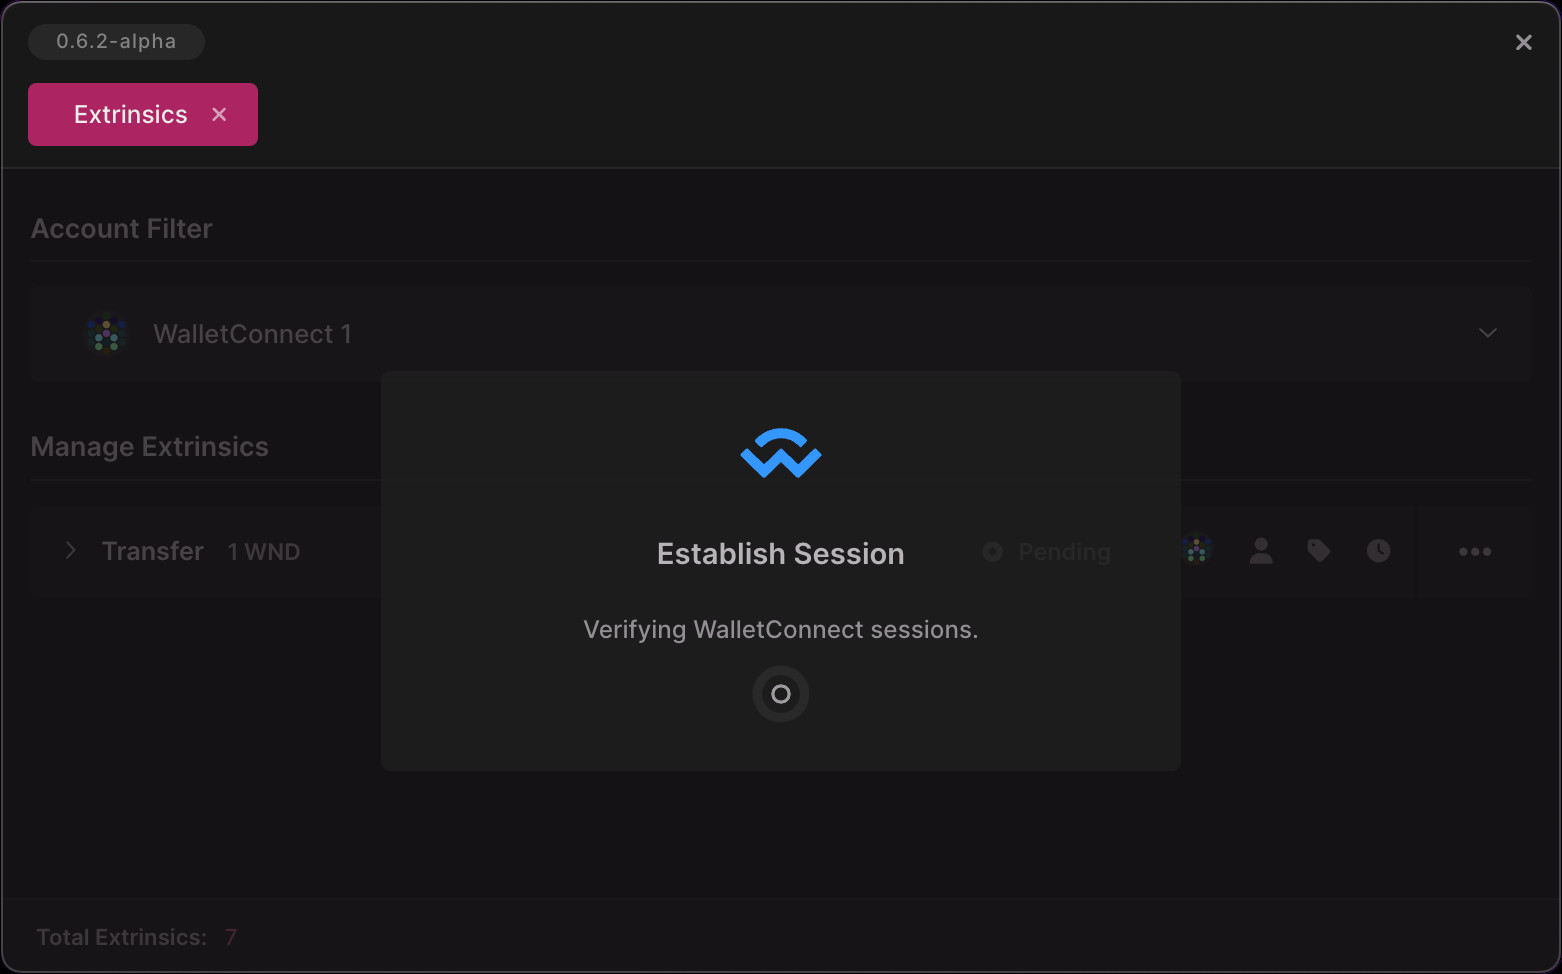 0.6.2-alpha
Extrinsics
Account Filter
WalletConnect 1
Manage Extrinsics
Transfer 1 WND
Pending
Establish Session
Verifying WalletConnect sessions.
Total Extrinsics: 7